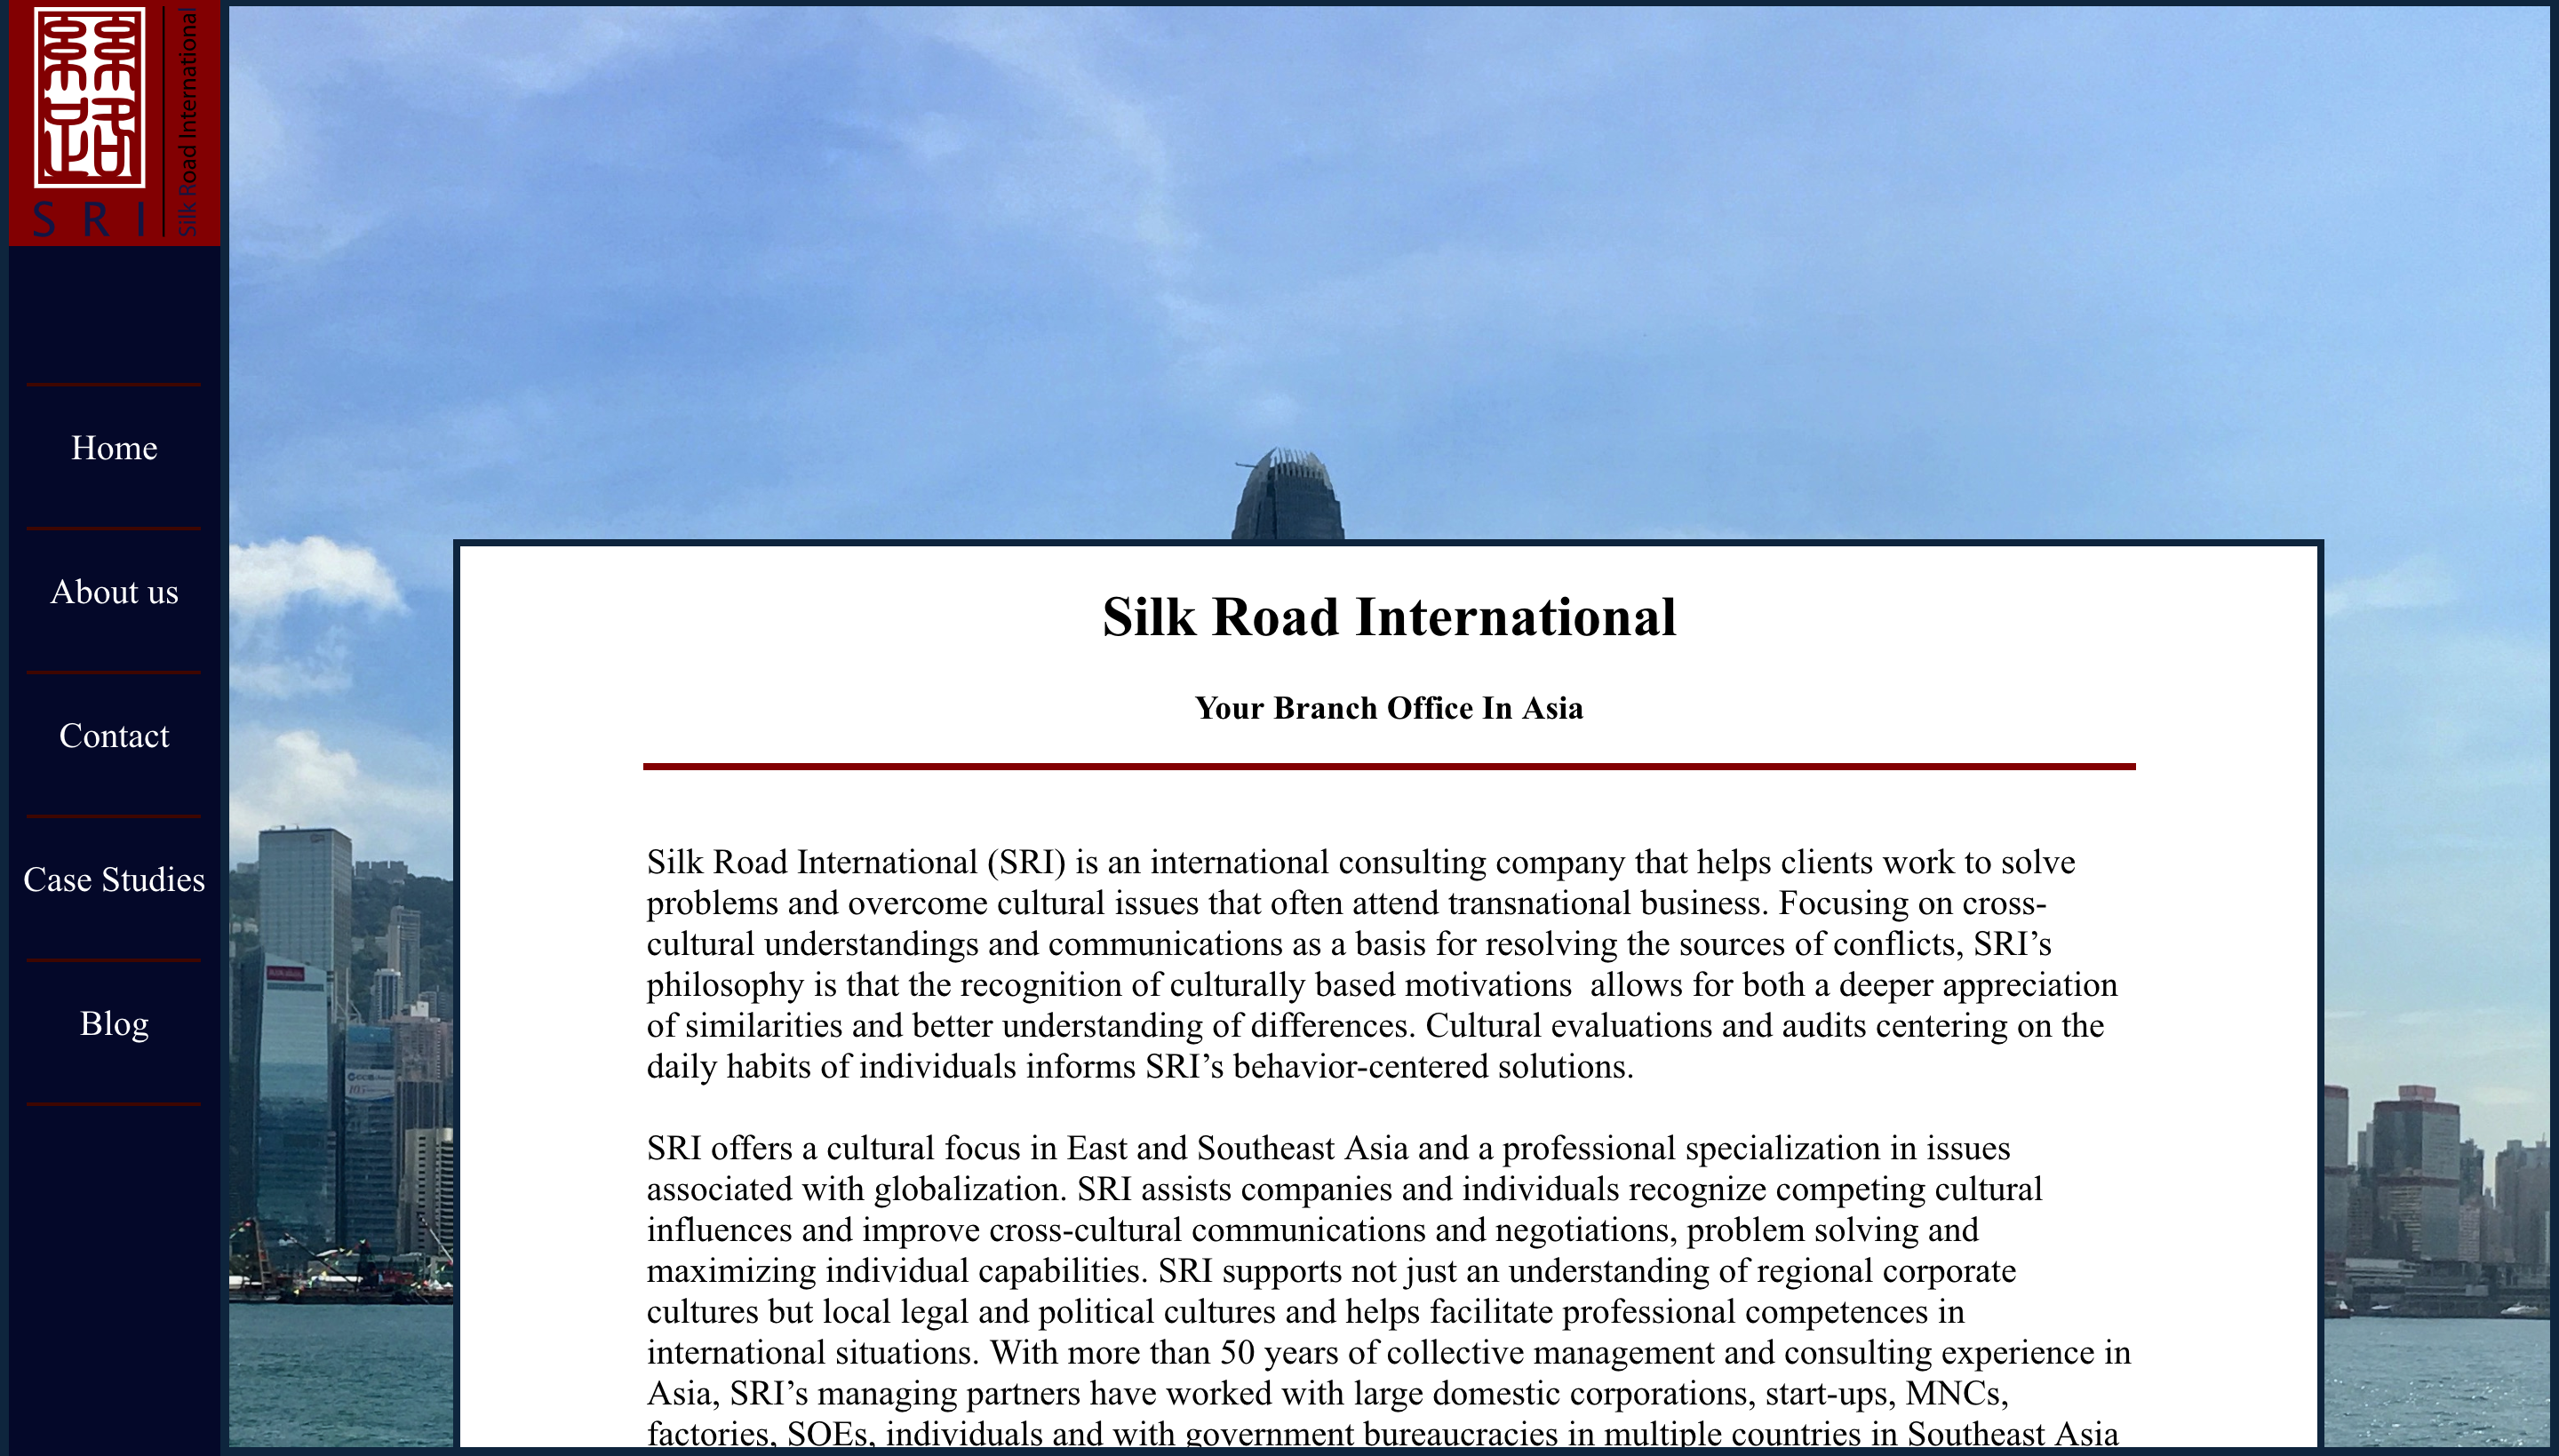 絲路
S R I
Silk Road International
Home
About us
Contact
Case Studies
Blog
Silk Road International
Your Branch Office In Asia
Silk Road International (SRI) is an international consulting company that helps clients work to solve
problems and overcome cultural issues that often attend transnational business. Focusing on cross-
cultural understandings and communications as a basis for resolving the sources of conflicts, SRI’s
philosophy is that the recognition of culturally based motivations  allows for both a deeper appreciation
of similarities and better understanding of differences. Cultural evaluations and audits centering on the
daily habits of individuals informs SRI’s behavior-centered solutions.
SRI offers a cultural focus in East and Southeast Asia and a professional specialization in issues
associated with globalization. SRI assists companies and individuals recognize competing cultural
influences and improve cross-cultural communications and negotiations, problem solving and
maximizing individual capabilities. SRI supports not just an understanding of regional corporate
cultures but local legal and political cultures and helps facilitate professional competences in
international situations. With more than 50 years of collective management and consulting experience in
Asia, SRI’s managing partners have worked with large domestic corporations, start-ups, MNCs,
factories, SOEs, individuals and with government bureaucracies in multiple countries in Southeast Asia